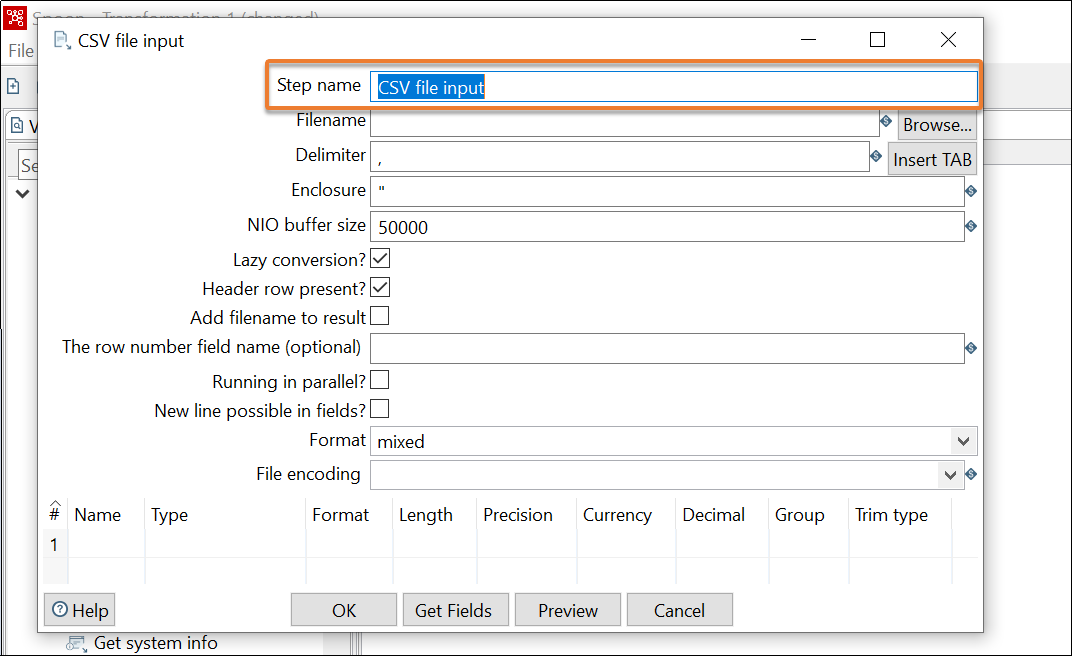 Spoon - Transformation 1 (changed)
CSV file input
File
Step name CSV file input
Filename Browse...
V
Delimiter , Insert TAB
Se
Enclosure "
NIO buffer size 50000
Lazy conversion?
Header row present?
Add filename to result
The row number field name (optional)
Running in parallel?
New line possible in fields?
Format mixed
File encoding
# Name Type Format Length Precision Currency Decimal Group Trim type
1
Help OK Get Fields Preview Cancel
Get system info